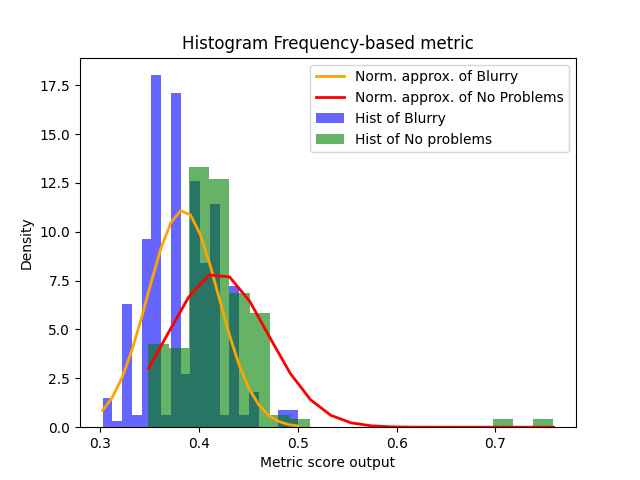 Histogram Frequency-based metric
Norm. approx. of Blurry
Norm. approx. of No Problems
Hist of Blurry
Hist of No problems
Density
17.5
15.0
12.5
10.0
7.5
5.0
2.5
0.0
0.3 0.4 0.5 0.6 0.7
Metric score output